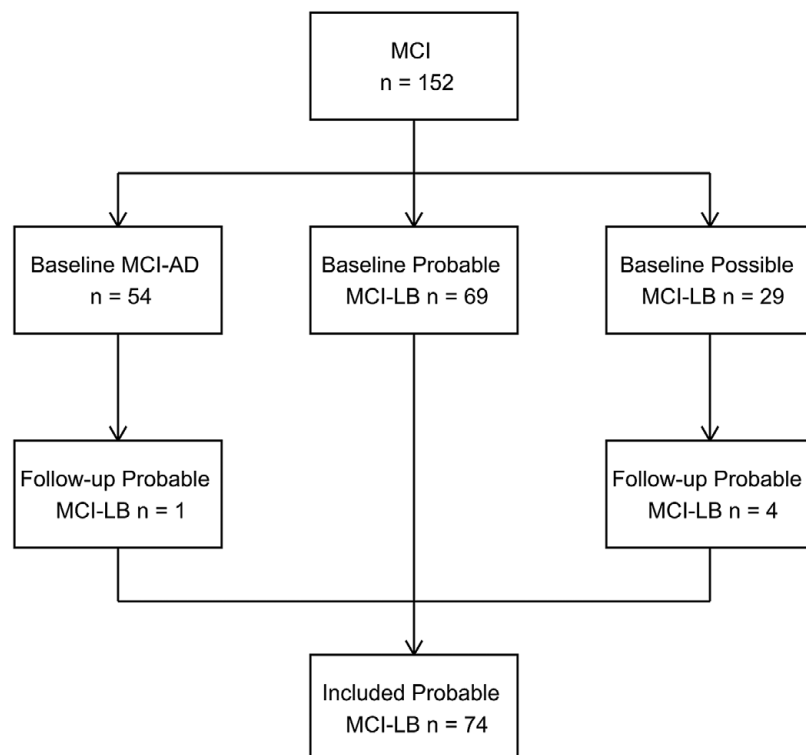 MCI
n = 152
Baseline MCI-AD
n = 54
Baseline Probable
MCI-LB n = 69
Baseline Possible
MCI-LB n = 29
Follow-up Probable
MCI-LB n = 1
Follow-up Probable
MCI-LB n = 4
Included Probable
MCI-LB n = 74